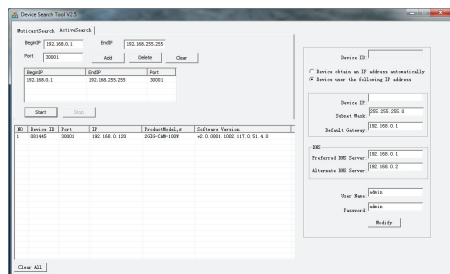 Device Search Tool V2.5
MulticastSearch ActiveSearch
BeginIP 192.168.0.1 EndIP 192.168.255.255
Port 30001 Add Delete Clear
BeginIP EndIP Port
192.168.0.1 192.168.255.255 30001
Start Stop
NO Device ID Port IP ProductModel,z Software Version
1 001445 30001 192.168.0.120
Clear All
Device ID:
Device obtain an IP address automatically
Device user the following IP address
Device IP:
Subnet Mask: 255.255.255.0
Default Gateway: 192.168.0.1
DNS
Preferred DNS Server: 192.168.0.1
Alternate DNS Server: 192.168.0.2
User Name: admin
Password: admin
Modify